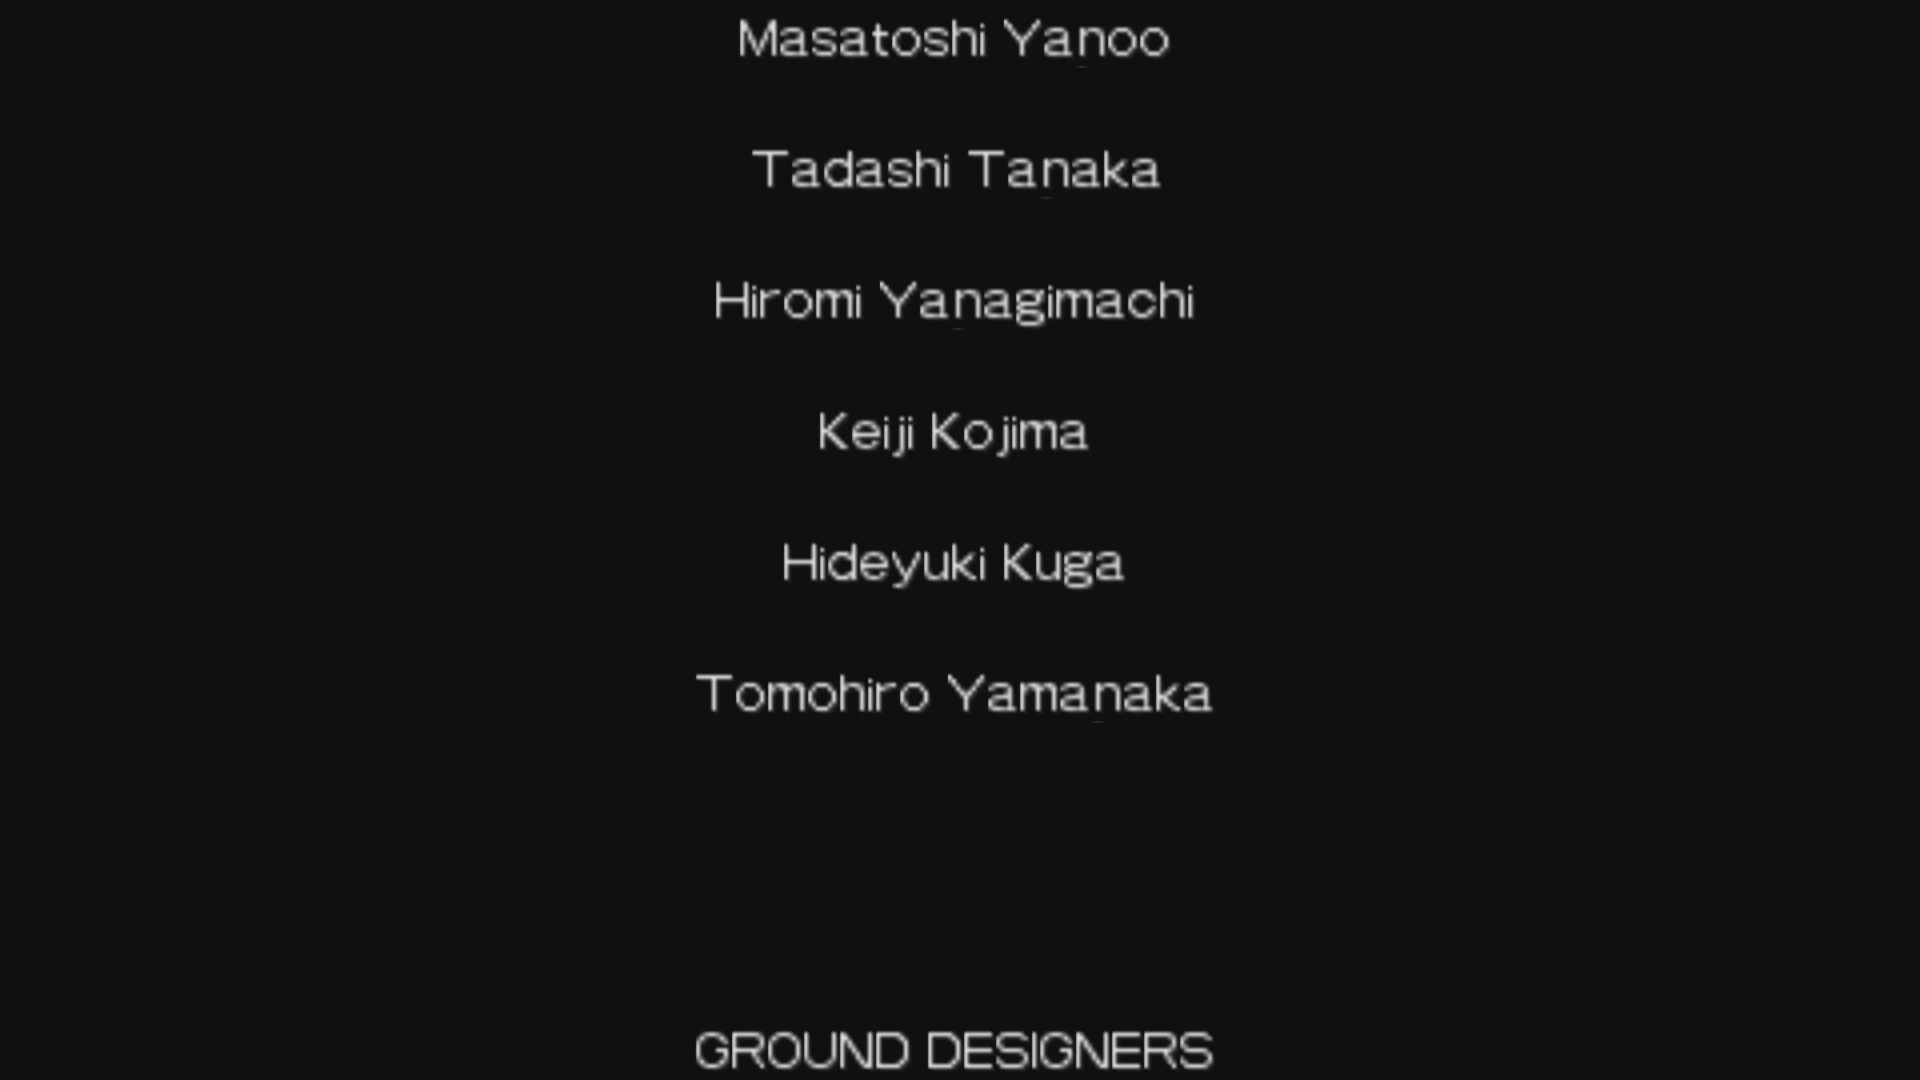 Masatoshi Yanoo
Tadashi Tanaka
Hiromi Yanagimachi
Keiji Kojima
Hideyuki Kuga
Tomohiro Yamanaka
GROUND DESIGNERS